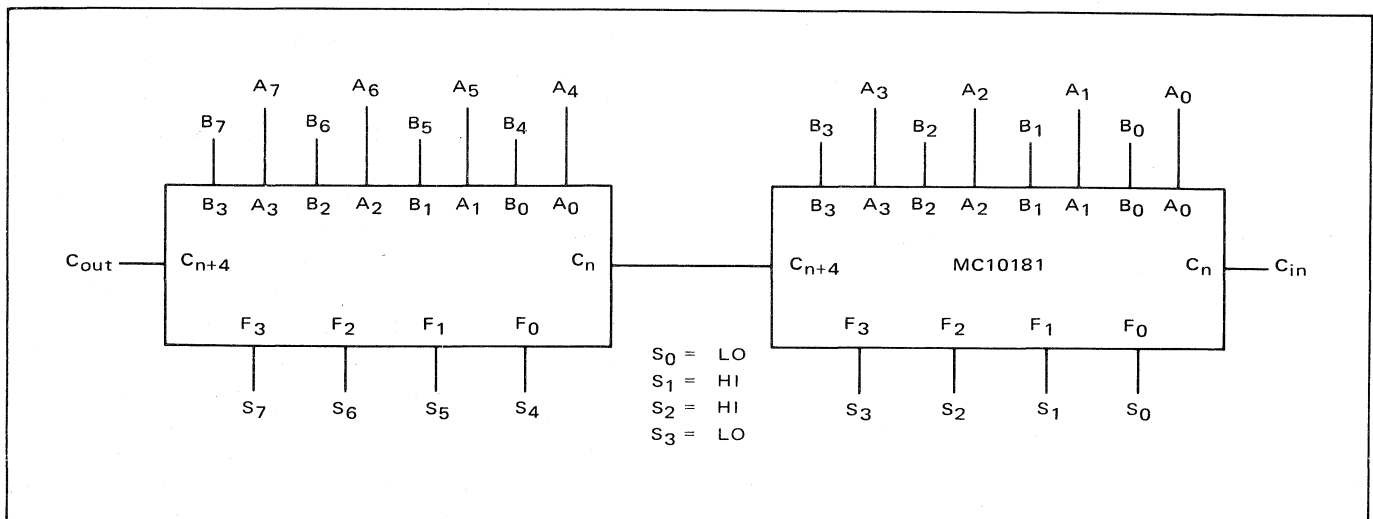 A7 A6 A5 A4 A3 A2 A1 A0
B7 B6 B5 B4 B3 B2 B1 B0
B3 A3 B2 A2 B1 A1 B0 A0 B3 A3 B2 A2 B1 A1 B0 A0
Cout Cn+4 Cn Cn+4 MC10181 Cn Cin
F3 F2 F1 F0 F3 F2 F1 F0
S0 = LO
S1 = HI
S2 = HI
S3 = LO
S7 S6 S5 S4 S3 S2 S1 S0